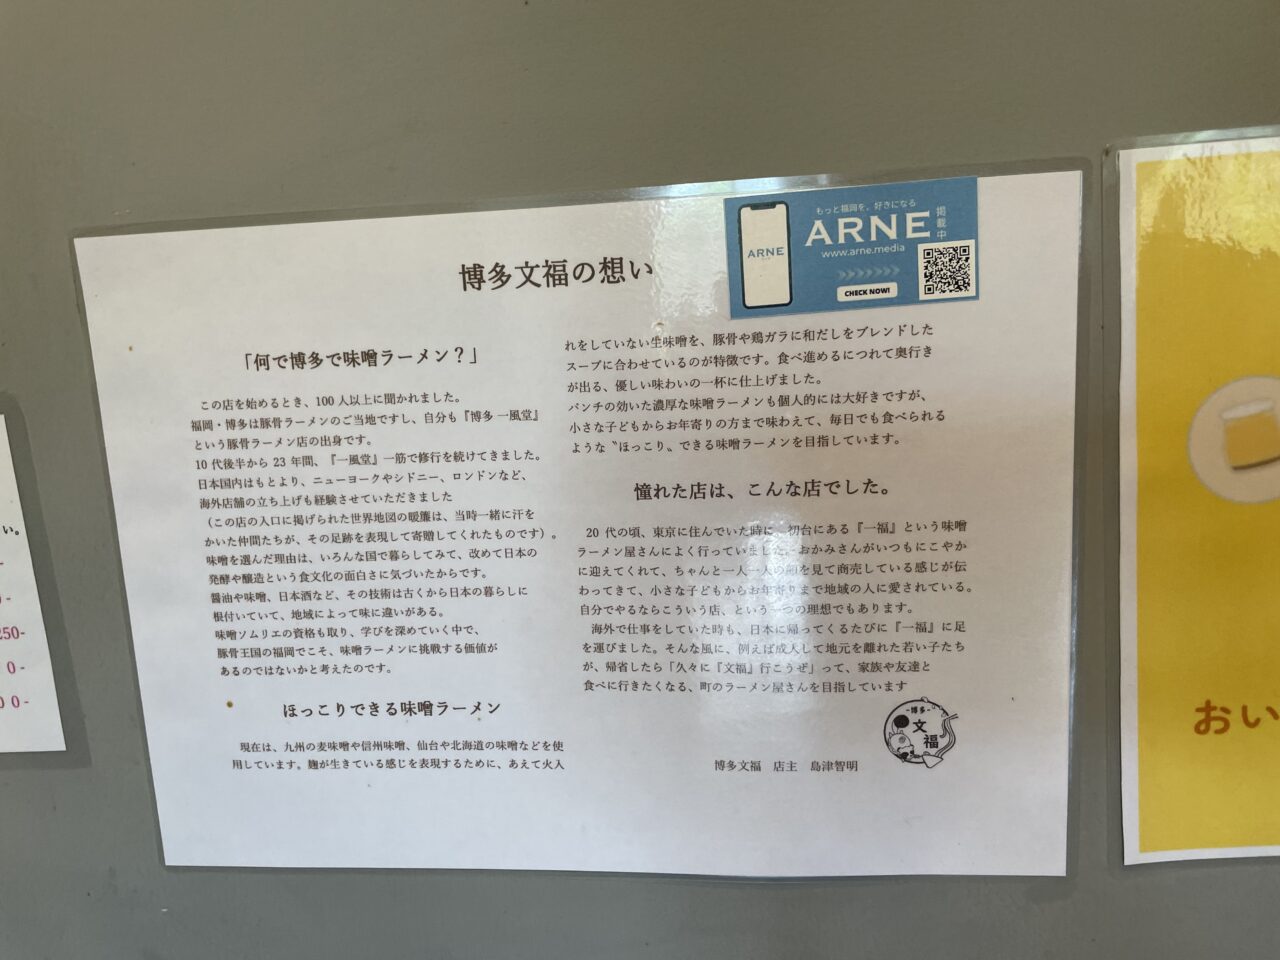 博多文福の想い
もっと福岡を、好きになる
ARNE
掲載中
www.arne.media
CHECK NOW!
ARNE
「何で博多で味噌ラーメン？」
この店を始めるとき、100人以上に聞かれました。
福岡・博多は豚骨ラーメンのご当地ですし、自分も『博多 一風堂』
という豚骨ラーメン店の出身です。
10代後半から23年間、『一風堂』一筋で修行を続けてきました。
日本国内はもとより、ニューヨークやシドニー、ロンドンなど、
海外店舗の立ち上げも経験させていただきました
（この店の入口に掲げられた世界地図の暖簾は、当時一緒に汗を
かいた仲間たちが、その足跡を表現して寄贈してくれたものです）。
味噌を選んだ理由は、いろんな国で暮らしてみて、改めて日本の
発酵や醸造という食文化の面白さに気づいたからです。
醤油や味噌、日本酒など、その技術は古くから日本の暮らしに
根付いていて、地域によって味に違いがある。
味噌ソムリエの資格も取り、学びを深めていく中で、
豚骨王国の福岡でこそ、味噌ラーメンに挑戦する価値が
あるのではないかと考えたのです。
ほっこりできる味噌ラーメン
現在は、九州の麦味噌や信州味噌、仙台や北海道の味噌などを使
用しています。麹が生きている感じを表現するために、あえて火入
れをしていない生味噌を、豚骨や鶏ガラに和だしをブレンドした
スープに合わせているのが特徴です。食べ進めるにつれて奥行き
が出る、優しい味わいの一杯に仕上げました。
パンチの効いた濃厚な味噌ラーメンも個人的には大好きですが、
小さな子どもからお年寄りの方まで味わえて、毎日でも食べられる
ような〝ほっこり〟できる味噌ラーメンを目指しています。
憧れた店は、こんな店でした。
20代の頃、東京に住んでいた時に、初台にある『一福』という味噌
ラーメン屋さんによく行っていました。おかみさんがいつもにこやか
に迎えてくれて、ちゃんと一人一人の顔を見て商売している感じが伝
わってきて、小さな子どもからお年寄りまで地域の人に愛されている。
自分でやるならこういう店、という一つの理想でもあります。
海外で仕事をしていた時も、日本に帰ってくるたびに『一福』に足
を運びました。そんな風に、例えば成人して地元を離れた若い子たち
が、帰省したら「久々に『文福』行こうぜ」って、家族や友達と
食べに行きたくなる、町のラーメン屋さんを目指しています
博多文福　店主　島津智明
-博多-
文福
い。
250-
0-
00-
おい